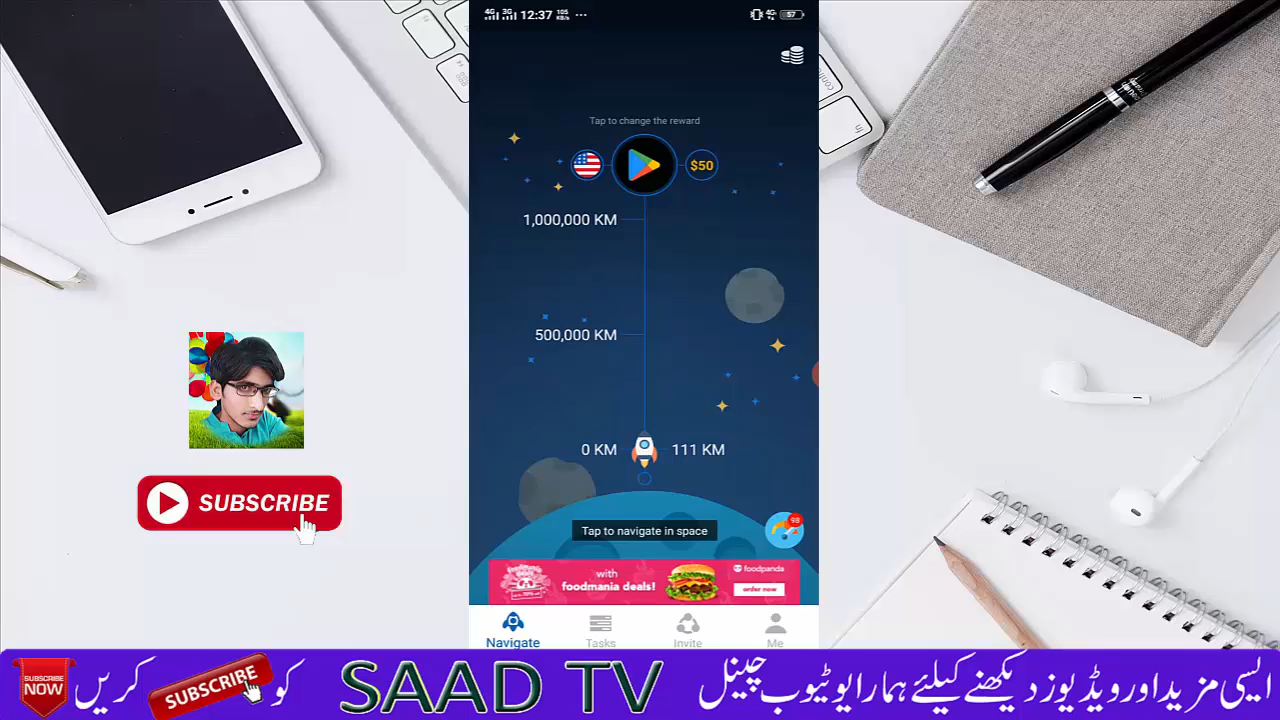 12:37
57
Tap to change the reward
$50
1,000,000 KM
500,000 KM
0 KM
111 KM
98
Tap to navigate in space
with
foodmania deals!
foodpanda
order now
Navigate
Tasks
Invite
Me
SUBSCRIBE
ایسی مزید اور ویڈیوز دیکھنے کیلئے ہمارا یوٹیوب چینل
SAAD TV
کو
SUBSCRIBE
کریں
SUBSCRIBE
NOW